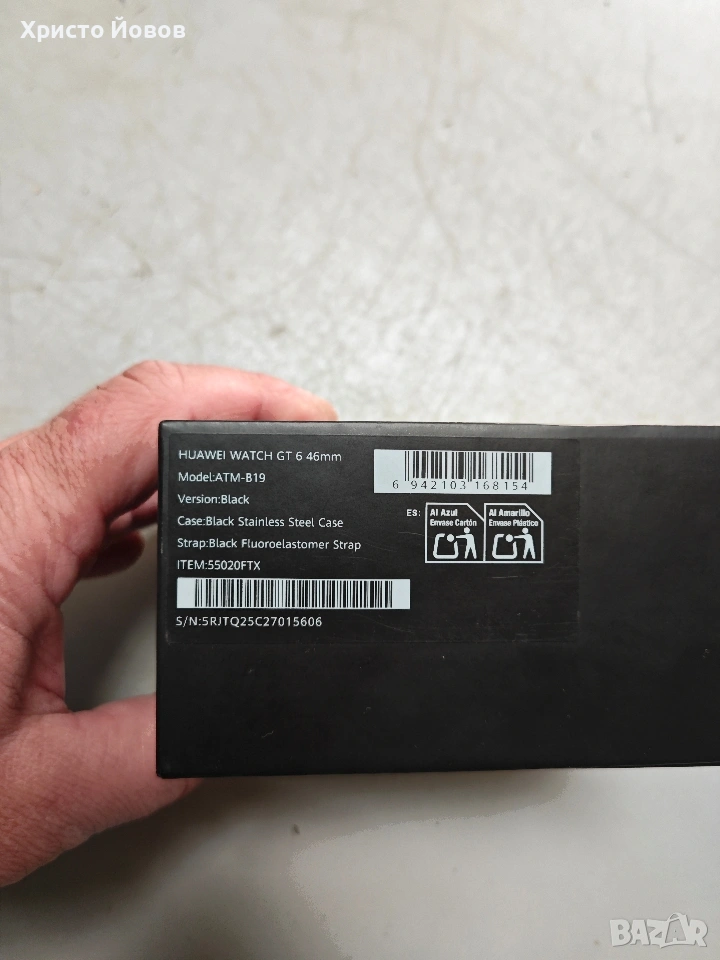 Христо Йовов
HUAWEI WATCH GT 6 46mm
Model:ATM-B19
Version:Black
Case:Black Stainless Steel Case
Strap:Black Fluoroelastomer Strap
ITEM:55020FTX
S/N:5RJTQ25C27015606
6 942103 168154
ES:
Al Azul
Envase Cartón
Al Amarillo
Envase Plástico
BAZAR